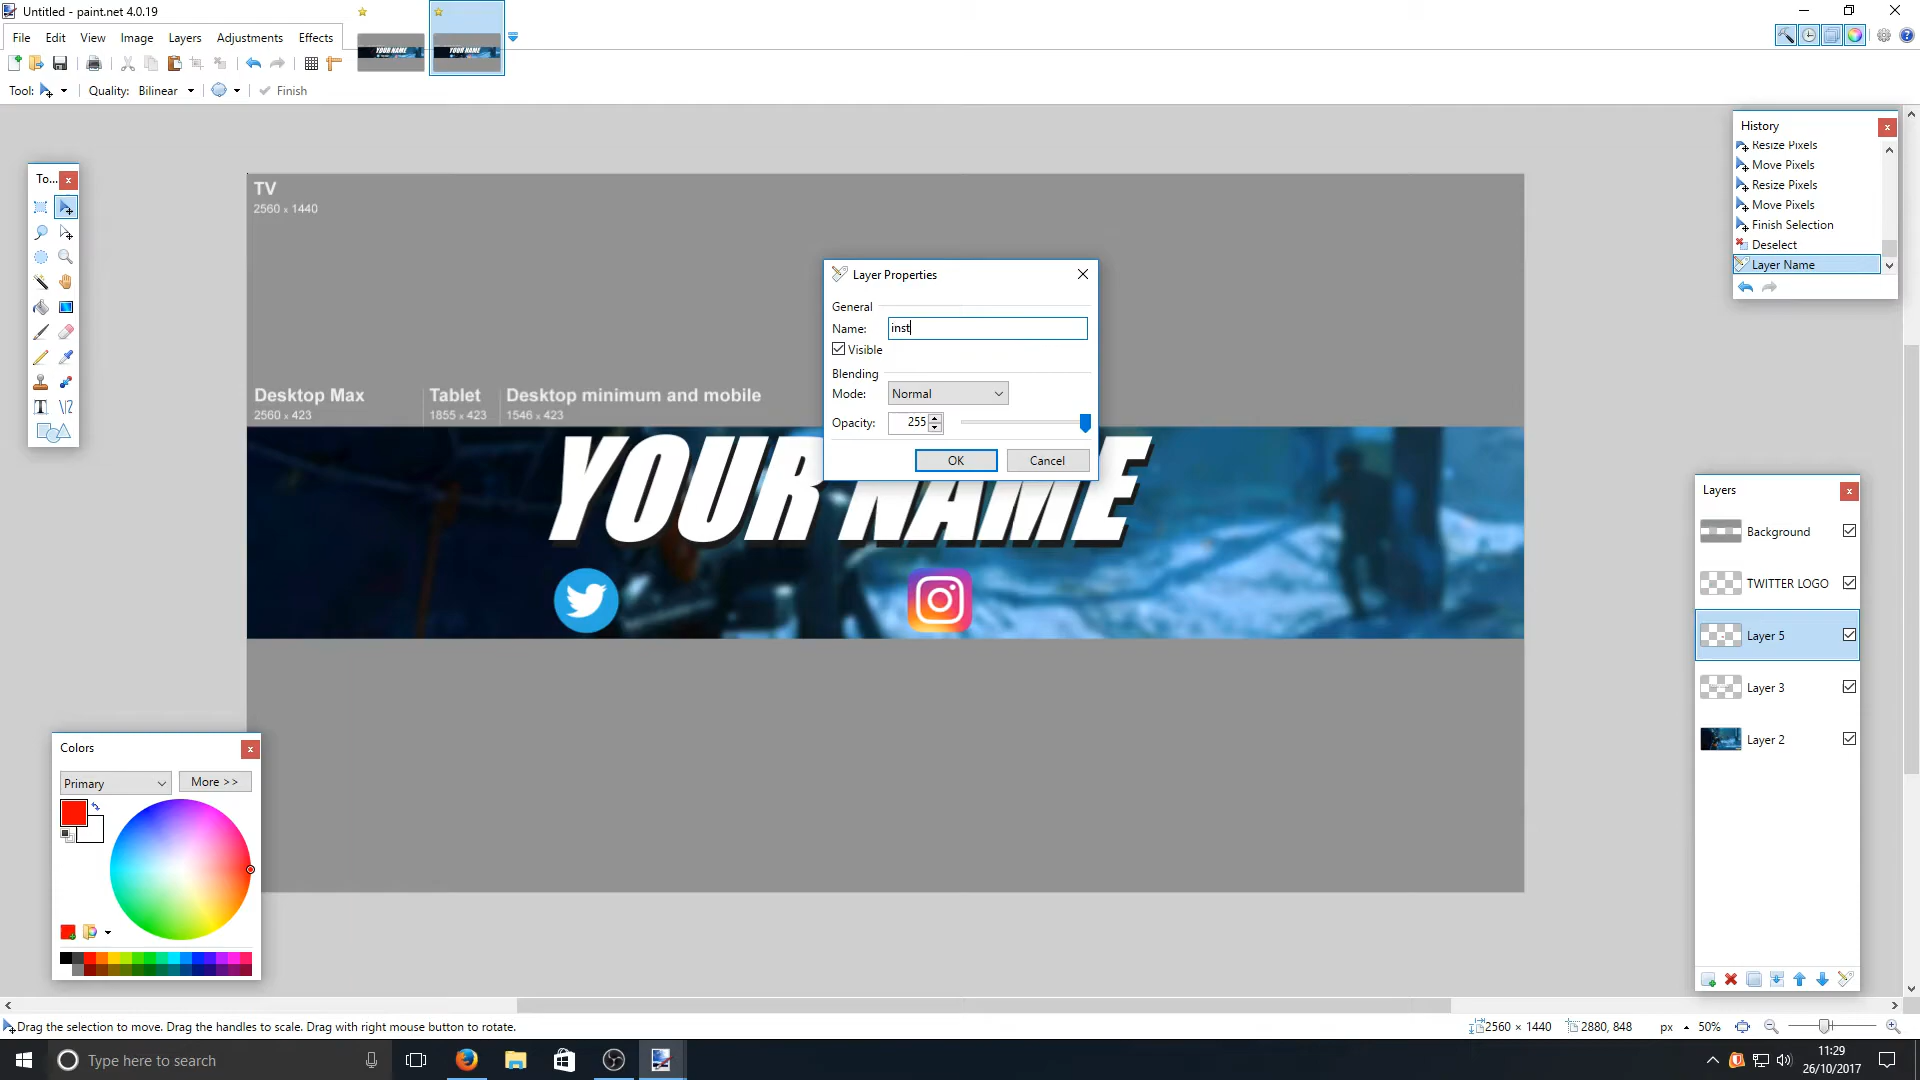 Untitled - paint.net 4.0.19
File Edit View Image Layers Adjustments Effects
Tool: Quality: Bilinear Finish
To...
TV
2560 x 1440
Desktop Max Tablet Desktop minimum and mobile
2560 x 423 1855 x 423 1546 x 423
YOUR NAME
Layer Properties
General
Name: inst
Visible
Blending
Mode: Normal
Opacity: 255
OK Cancel
History
Resize Pixels
Move Pixels
Resize Pixels
Move Pixels
Finish Selection
Deselect
Layer Name
Layers
Background
TWITTER LOGO
Layer 5
Layer 3
Layer 2
Colors
Primary More >>
Drag the selection to move. Drag the handles to scale. Drag with right mouse button to rotate.
2560 × 1440 2880, 848 px 50%
Type here to search
11:29
26/10/2017